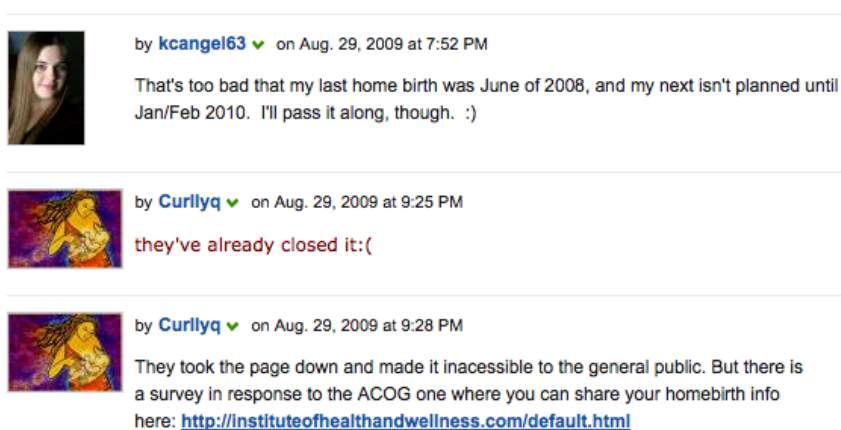 by kcangel63 on Aug. 29, 2009 at 7:52 PM
That's too bad that my last home birth was June of 2008, and my next isn't planned until
Jan/Feb 2010. I'll pass it along, though. :)
by Curllyq on Aug. 29, 2009 at 9:25 PM
they've already closed it:(
by Curllyq on Aug. 29, 2009 at 9:28 PM
They took the page down and made it inacessible to the general public. But there is
a survey in response to the ACOG one where you can share your homebirth info
here: http://instituteofhealthandwellness.com/default.html